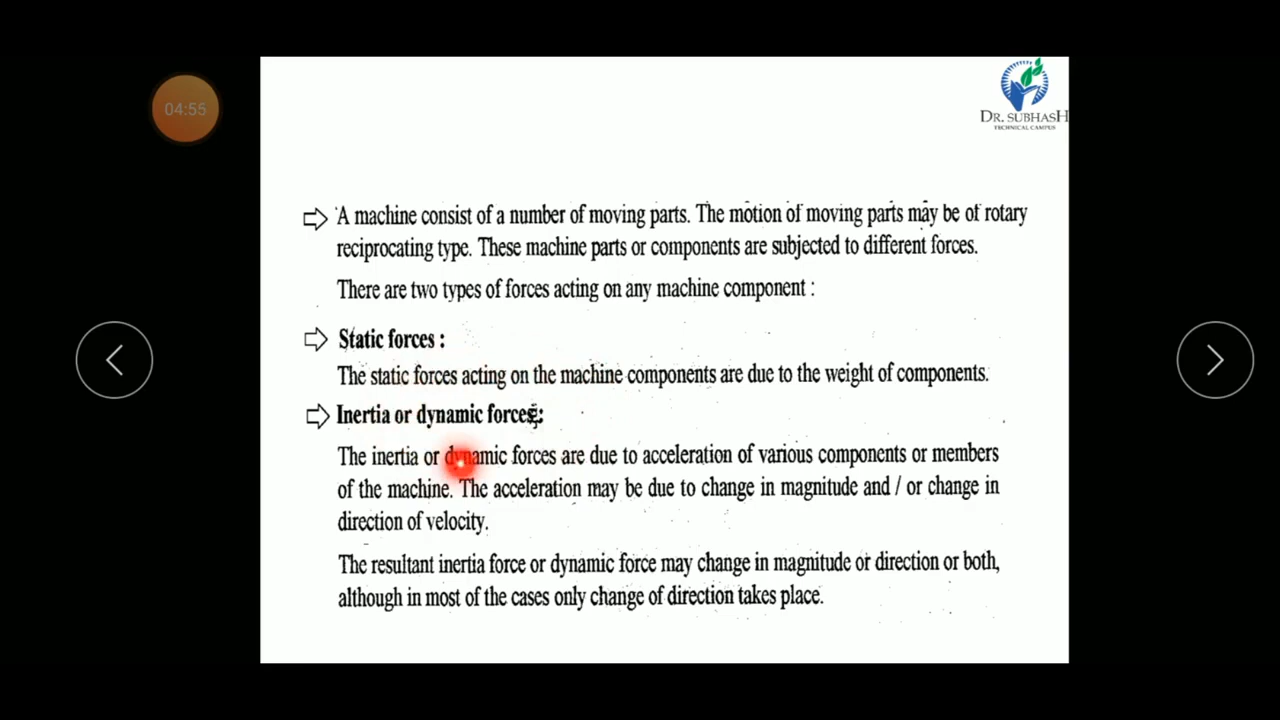 04:55
DR. SUBHASH
TECHNICAL CAMPUS
A machine consist of a number of moving parts. The motion of moving parts may be of rotary
reciprocating type. These machine parts or components are subjected to different forces.
There are two types of forces acting on any machine component :
Static forces :
The static forces acting on the machine components are due to the weight of components.
Inertia or dynamic forces:
The inertia or dynamic forces are due to acceleration of various components or members
of the machine. The acceleration may be due to change in magnitude and / or change in
direction of velocity.
The resultant inertia force or dynamic force may change in magnitude or direction or both,
although in most of the cases only change of direction takes place.